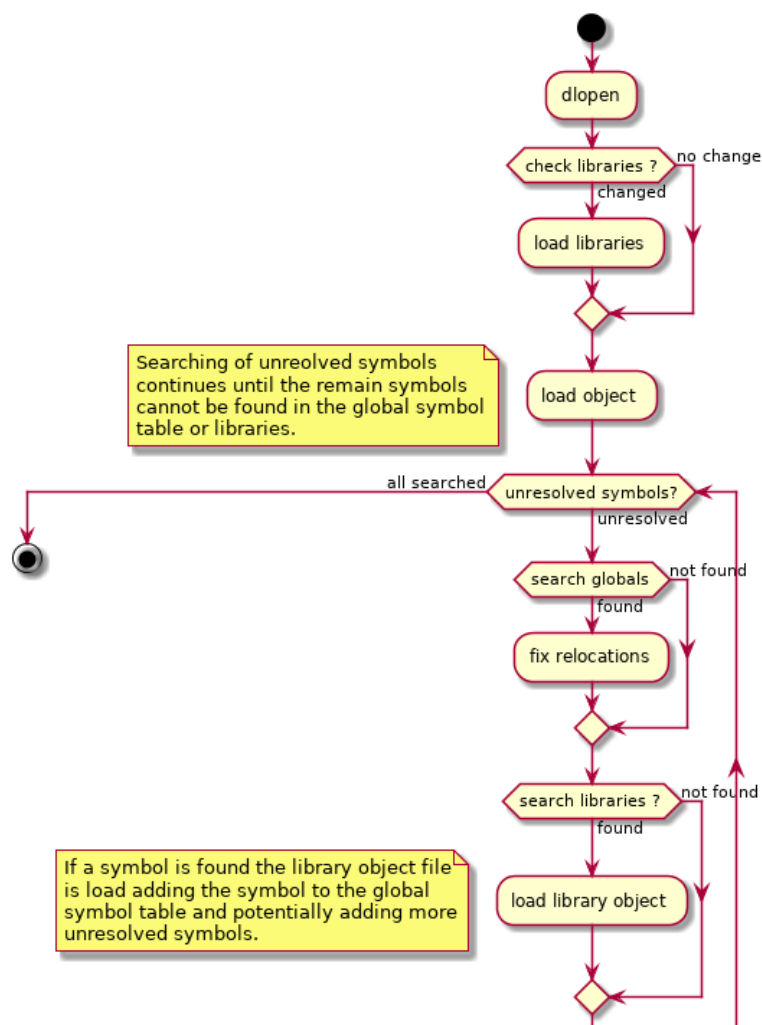 dlopen
check libraries ?
no change
changed
load libraries
Searching of unreolved symbols
continues until the remain symbols
cannot be found in the global symbol
table or libraries.
load object
all searched
unresolved symbols?
unresolved
search globals
not found
found
fix relocations
search libraries ?
not found
found
If a symbol is found the library object file
is load adding the symbol to the global
symbol table and potentially adding more
unresolved symbols.
load library object